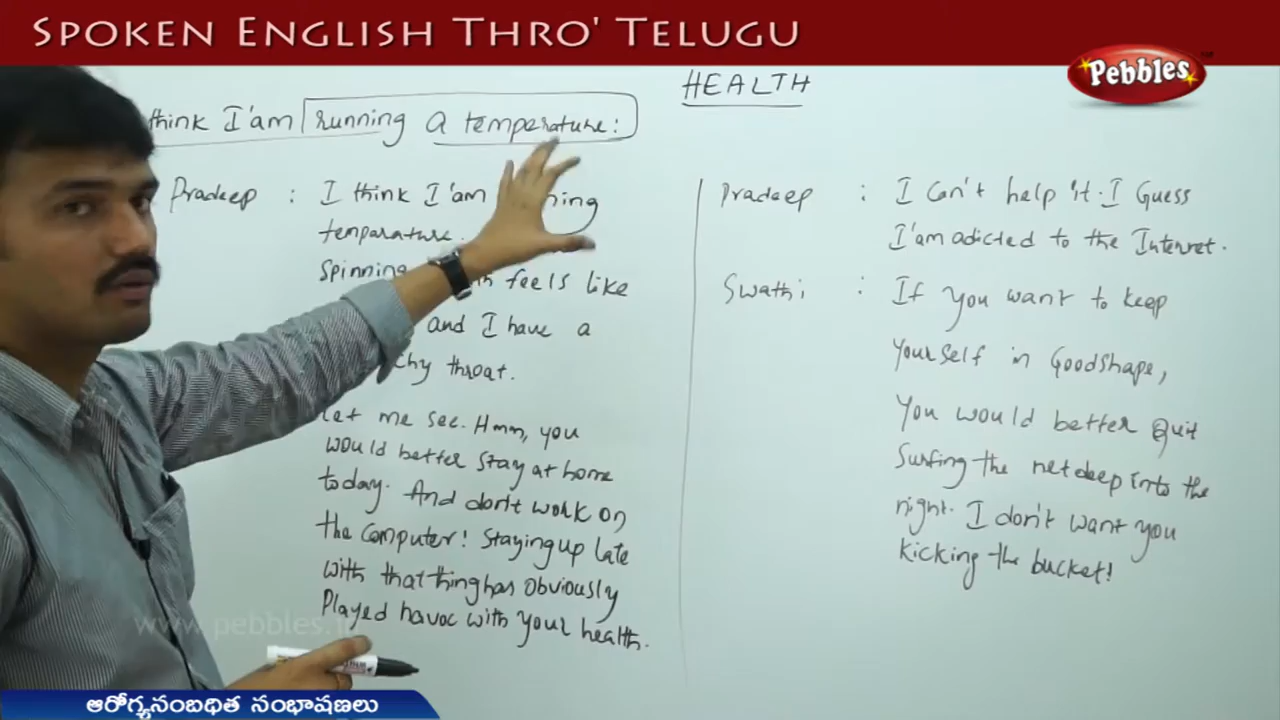 SPOKEN ENGLISH THRO' TELUGU
Pebbles
HEALTH
think I'am running a temperature:
Pradeep : I think I'am
temparature.
Spinning feels like
and I have a
chy throat.
Let me see. Hmm, you
would better stay at home
today. And don't work on
the computer! Staying up late
with that thing has obviously
Played havoc with your health.
Pradeep : I Can't help it. I Guess
I'am adicted to the Internet.
Swathi : If you want to keep
yourself in Goodshape,
You would better Quit
Surfing the net deep into the
night. I don't want you
kicking the bucket!
www.pebbles.i
ఆరోగ్యసంబధిత సంభాషణలు